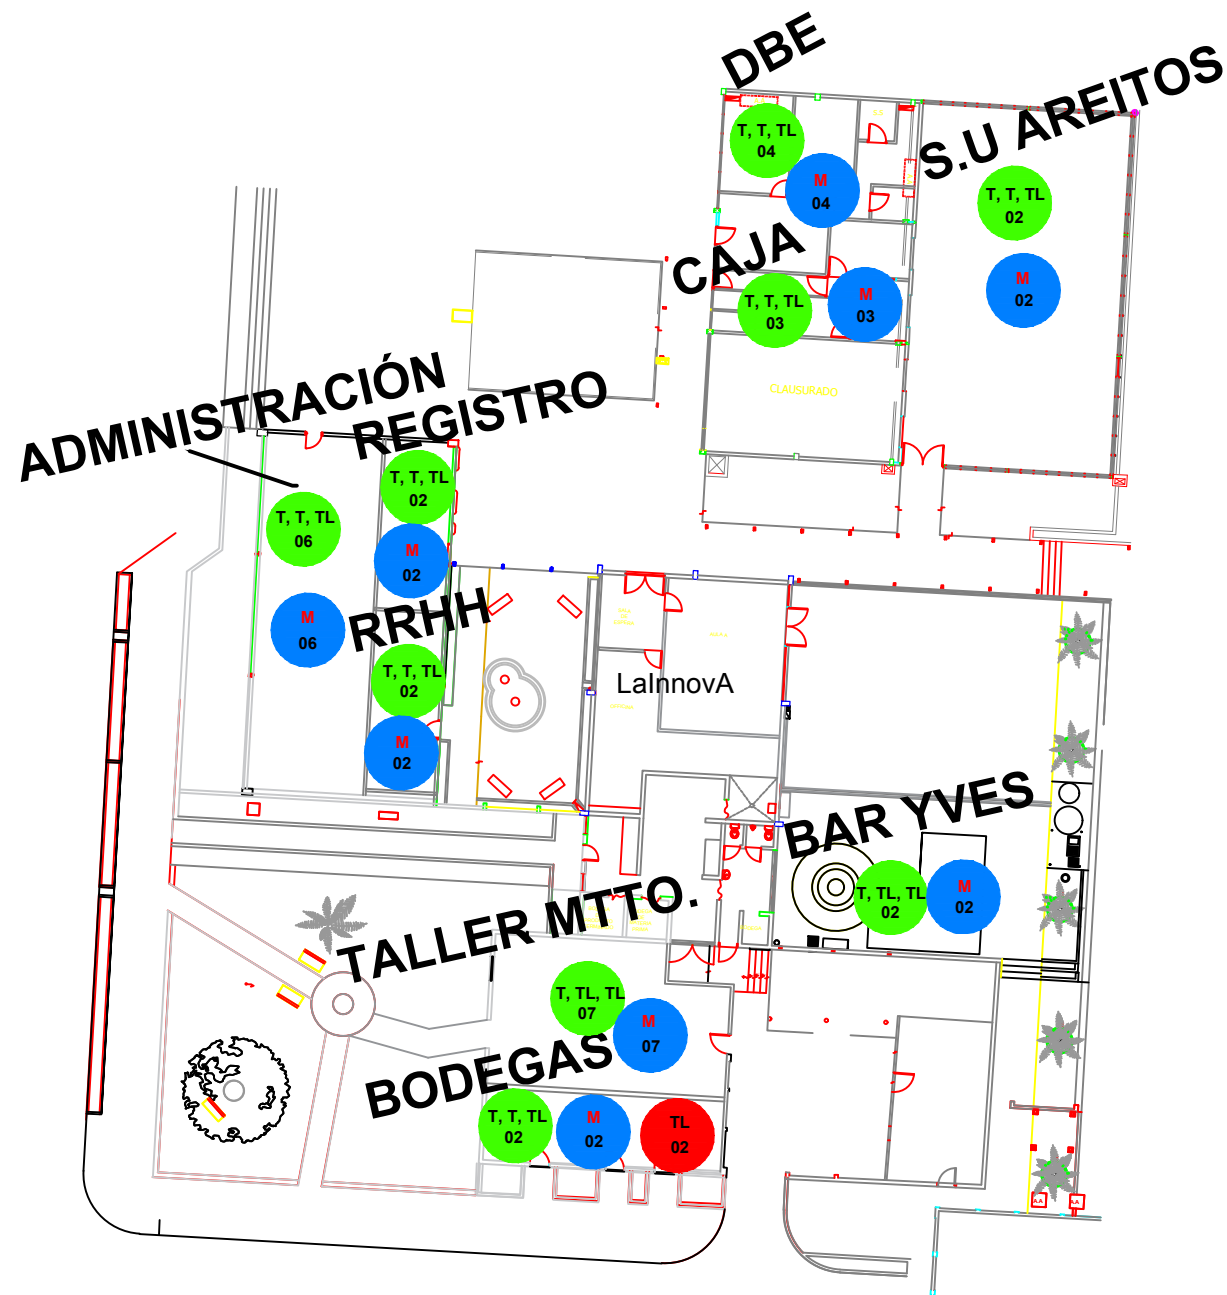 DBE
S.U AREITOS
T, T, TL
04
M
04
T, T, TL
02
M
02
CAJA
T, T, TL
03
M
03
CLAUSURADO
ADMINISTRACIÓN
REGISTRO
T, T, TL
02
T, T, TL
06
M
02
M
06
RRHH
T, T, TL
02
M
02
LaInnovA
BAR YVES
T, TL, TL
02
M
02
TALLER MTTO.
T, TL, TL
07
M
07
BODEGAS
T, T, TL
02
M
02
TL
02
A.A.
A.A.